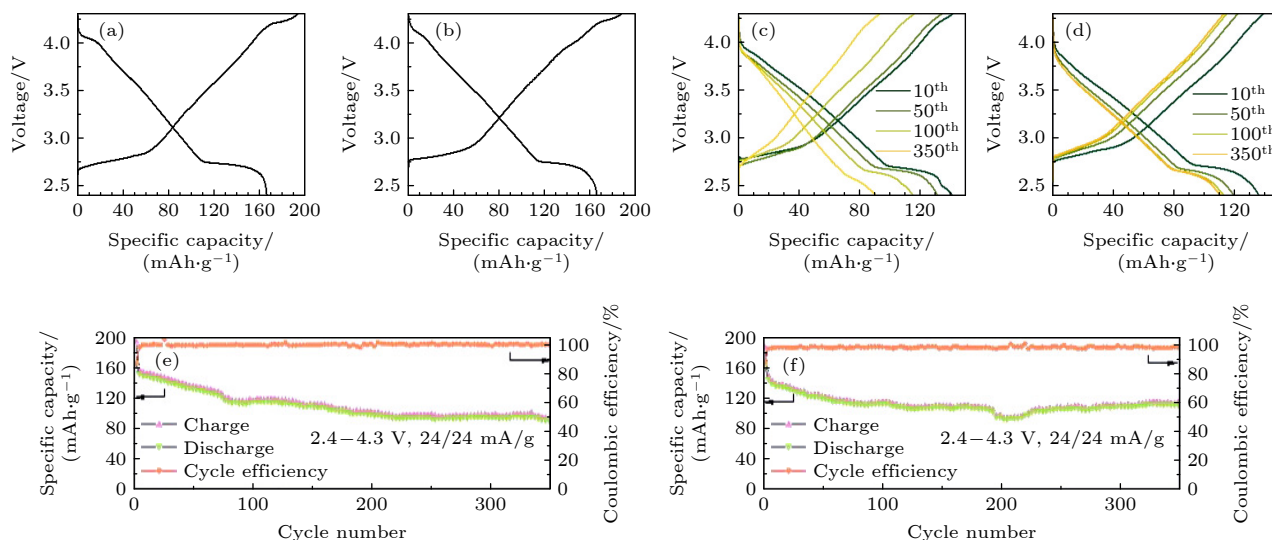 (a)
4.0
3.5
3.0
2.5
Voltage/V
0 40 80 120 160 200
Specific capacity/
(mAh·g⁻¹)
(b)
4.0
3.5
3.0
2.5
Voltage/V
0 40 80 120 160 200
Specific capacity/
(mAh·g⁻¹)
(c)
4.0
3.5
3.0
2.5
Voltage/V
10th
50th
100th
350th
0 40 80 120
Specific capacity/
(mAh·g⁻¹)
(d)
4.0
3.5
3.0
2.5
Voltage/V
10th
50th
100th
350th
0 40 80 120
Specific capacity/
(mAh·g⁻¹)
(e)
200
160
120
80
40
0
Specific capacity/
(mAh·g⁻¹)
Charge
Discharge
Cycle efficiency
2.4−4.3 V, 24/24 mA/g
100
80
60
40
20
0
Coulombic efficiency/%
0 100 200 300
Cycle number
(f)
200
160
120
80
40
0
Specific capacity/
(mAh·g⁻¹)
Charge
Discharge
Cycle efficiency
2.4−4.3 V, 24/24 mA/g
100
80
60
40
20
0
Coulombic efficiency/%
0 100 200 300
Cycle number